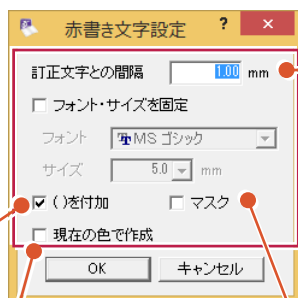 赤書き文字設定 ? ×
訂正文字との間隔 1.00 mm
フォント・サイズを固定
フォント MS ゴシック
サイズ 5.0 mm
( )を付加 マスク
現在の色で作成
OK キャンセル